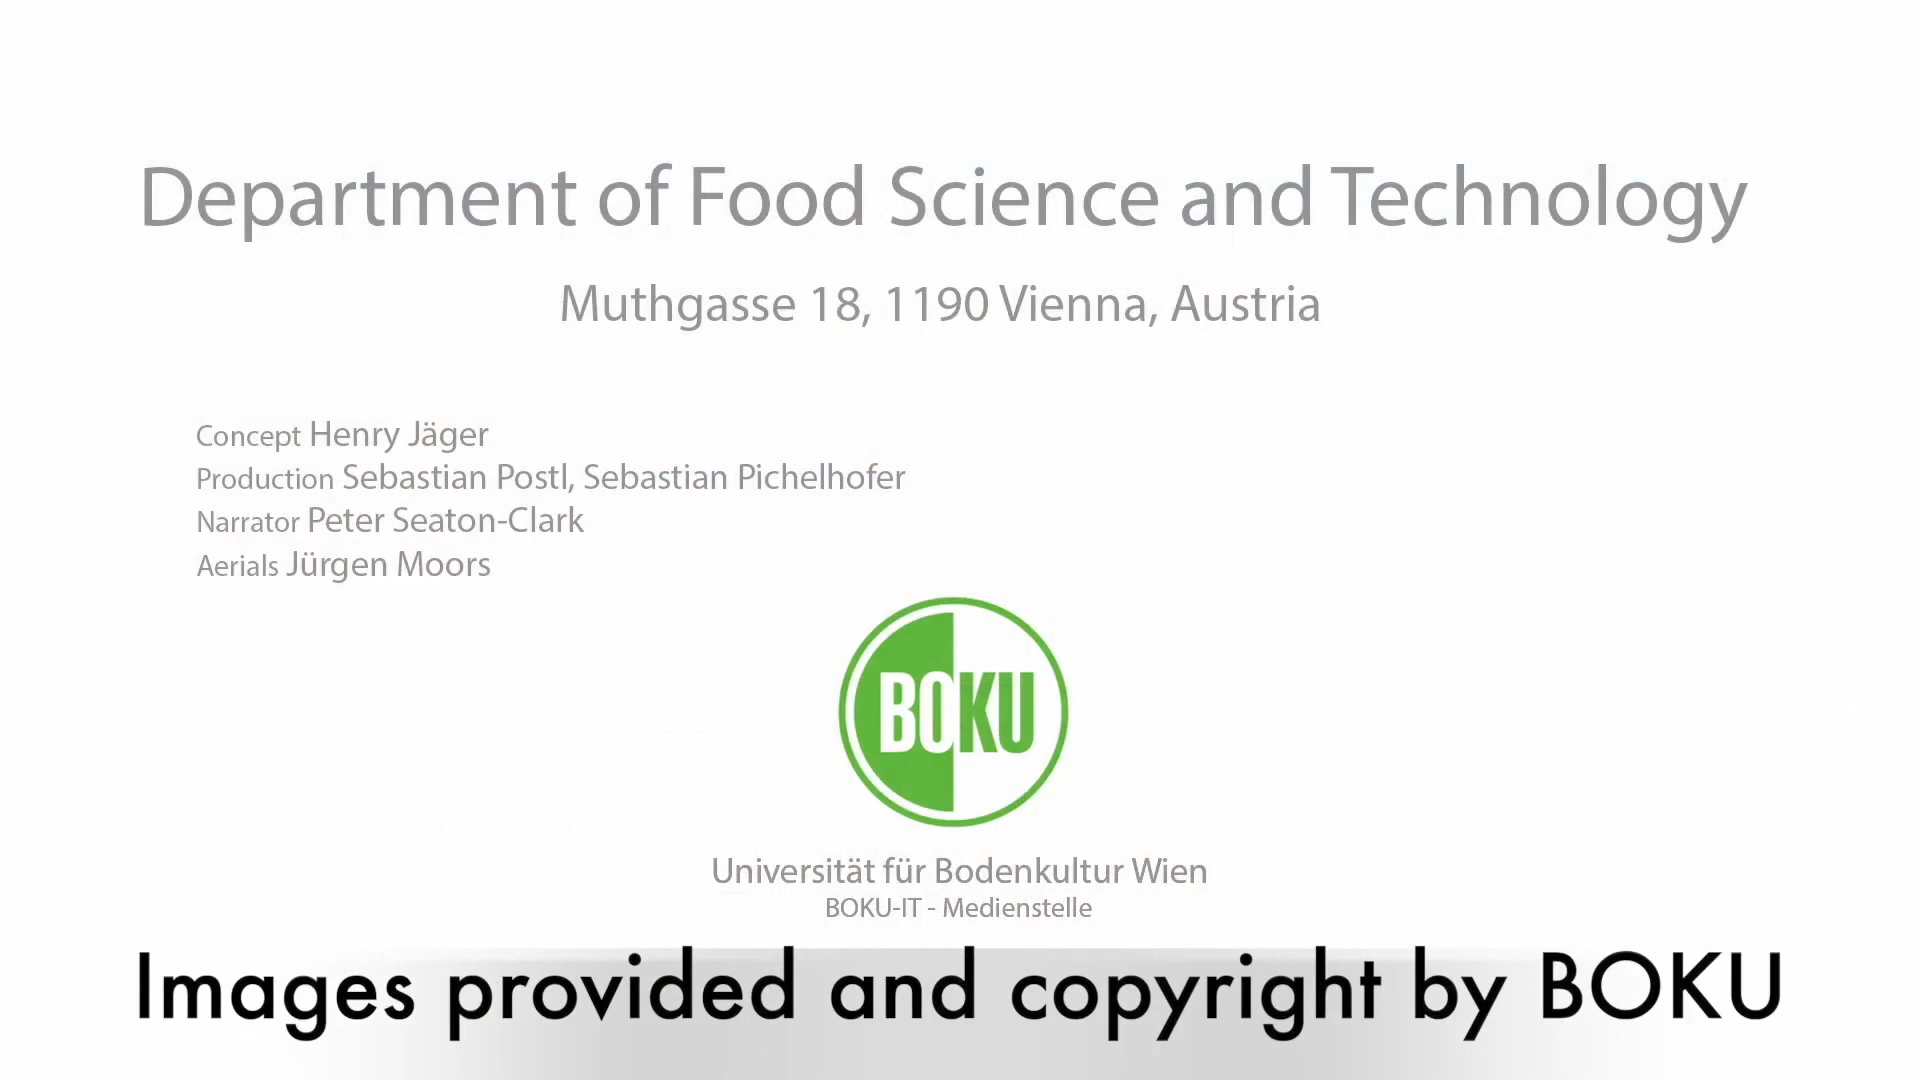 Department of Food Science and Technology
Muthgasse 18, 1190 Vienna, Austria
Concept Henry Jäger
Production Sebastian Postl, Sebastian Pichelhofer
Narrator Peter Seaton-Clark
Aerials Jürgen Moors
BOKU
Universität für Bodenkultur Wien
BOKU-IT - Medienstelle
Images provided and copyright by BOKU